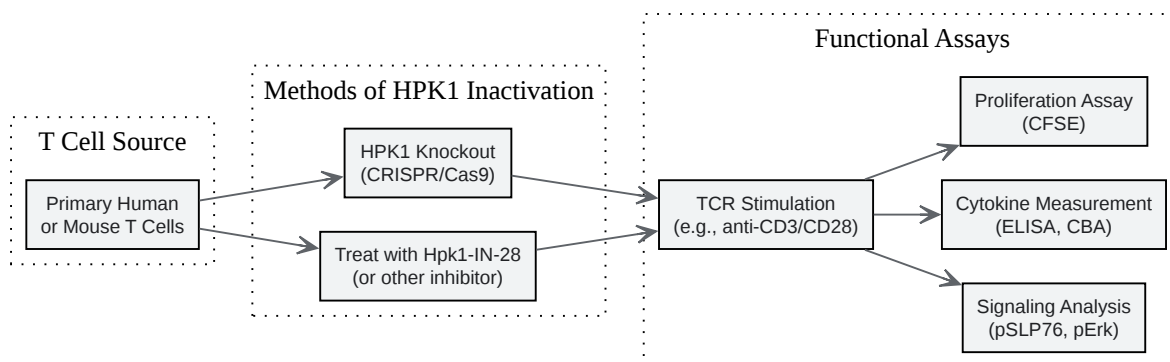 T Cell Source
Primary Human
or Mouse T Cells
Methods of HPK1 Inactivation
HPK1 Knockout
(CRISPR/Cas9)
Treat with Hpk1-IN-28
(or other inhibitor)
Functional Assays
TCR Stimulation
(e.g., anti-CD3/CD28)
Proliferation Assay
(CFSE)
Cytokine Measurement
(ELISA, CBA)
Signaling Analysis
(pSLP76, pErk)